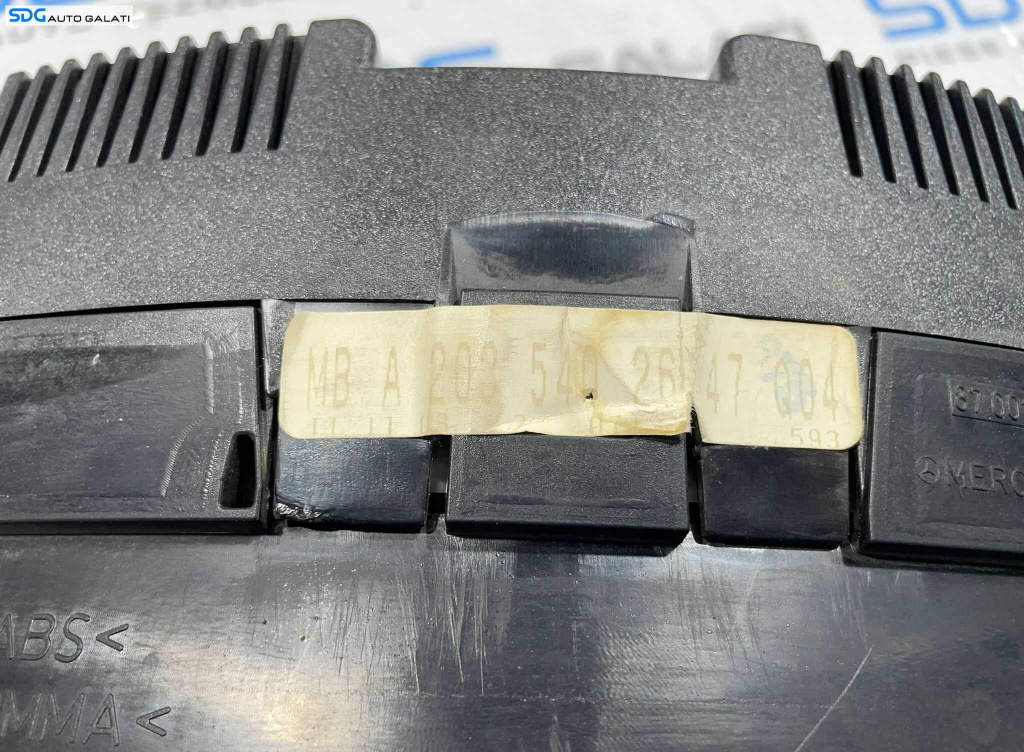 SDG AUTO GALATI
MB A 203 540 26 47 004
593
87.00
MERC
ABS<
MMA<